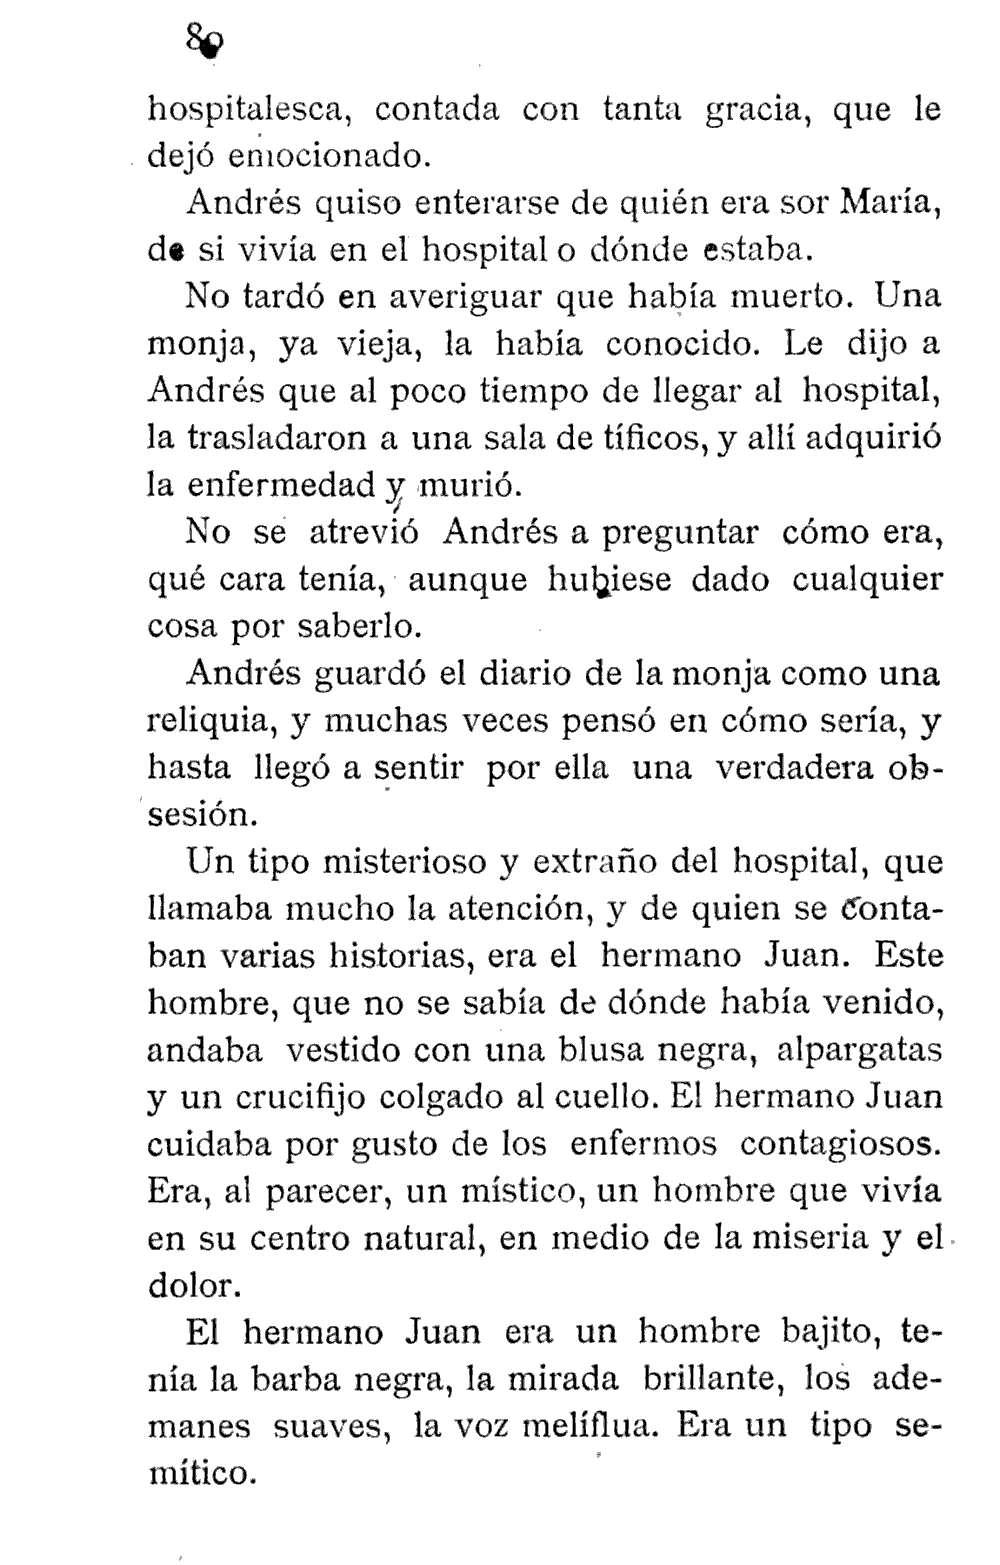 80
hospitalesca, contada con tanta gracia, que le
dejó emocionado.
Andrés quiso enterarse de quién era sor María,
de si vivía en el hospital o dónde estaba.
No tardó en averiguar que había muerto. Una
monja, ya vieja, la había conocido. Le dijo a
Andrés que al poco tiempo de llegar al hospital,
la trasladaron a una sala de tíficos, y allí adquirió
la enfermedad y murió.
No se atrevió Andrés a preguntar cómo era,
qué cara tenía, aunque hubiese dado cualquier
cosa por saberlo.
Andrés guardó el diario de la monja como una
reliquia, y muchas veces pensó en cómo sería, y
hasta llegó a sentir por ella una verdadera ob-
sesión.
Un tipo misterioso y extraño del hospital, que
llamaba mucho la atención, y de quien se conta-
ban varias historias, era el hermano Juan. Este
hombre, que no se sabía de dónde había venido,
andaba vestido con una blusa negra, alpargatas
y un crucifijo colgado al cuello. El hermano Juan
cuidaba por gusto de los enfermos contagiosos.
Era, al parecer, un místico, un hombre que vivía
en su centro natural, en medio de la miseria y el
dolor.
El hermano Juan era un hombre bajito, te-
nía la barba negra, la mirada brillante, los ade-
manes suaves, la voz melíflua. Era un tipo se-
mítico.